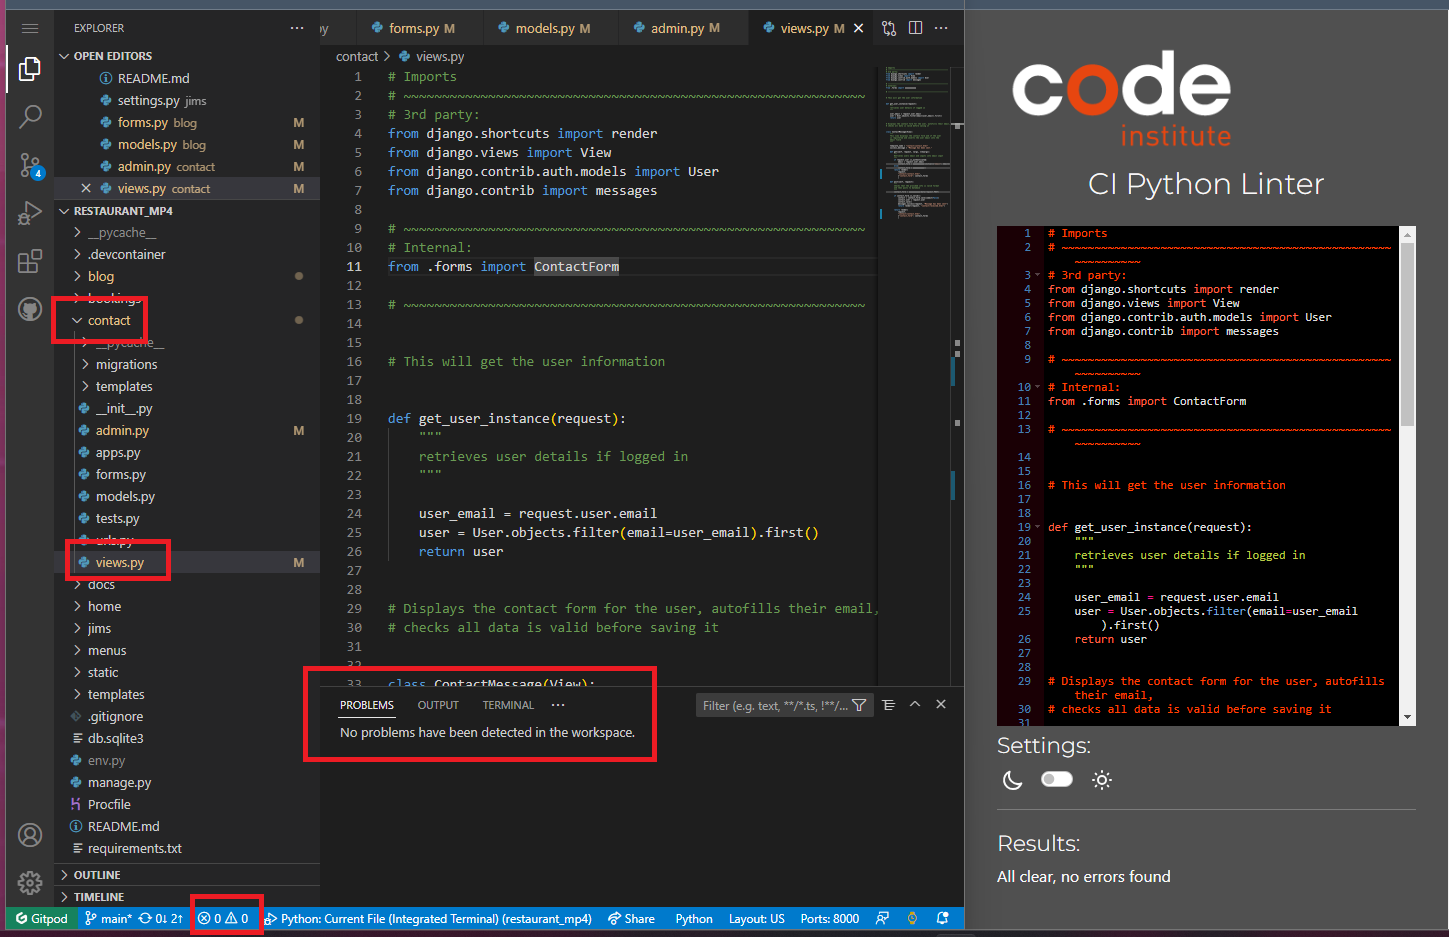 EXPLORER
OPEN EDITORS
README.md
settings.py jims
forms.py blog M
models.py blog M
admin.py contact M
views.py contact M
RESTAURANT_MP4
__pycache__
.devcontainer
blog
bookings
contact
__pycache__
migrations
templates
__init__.py
admin.py M
apps.py
forms.py
models.py
tests.py
urls.py
views.py M
docs
home
jims
menus
static
templates
.gitignore
db.sqlite3
env.py
manage.py
Procfile
README.md
requirements.txt
OUTLINE
TIMELINE
4
py forms.py M models.py M admin.py M views.py M
contact > views.py
1 # Imports
2 # ~~~~~~~~~~~~~~~~~~~~~~~~~~~~~~~~~~~~~~~~~~~~~~~~~~~~~~~~~~~~
3 # 3rd party:
4 from django.shortcuts import render
5 from django.views import View
6 from django.contrib.auth.models import User
7 from django.contrib import messages
8
9 # ~~~~~~~~~~~~~~~~~~~~~~~~~~~~~~~~~~~~~~~~~~~~~~~~~~~~~~~~~~~~
10 # Internal:
11 from .forms import ContactForm
12
13 # ~~~~~~~~~~~~~~~~~~~~~~~~~~~~~~~~~~~~~~~~~~~~~~~~~~~~~~~~~~~~
14
15
16 # This will get the user information
17
18
19 def get_user_instance(request):
20 """
21 retrieves user details if logged in
22 """
23
24 user_email = request.user.email
25 user = User.objects.filter(email=user_email).first()
26 return user
27
28
29 # Displays the contact form for the user, autofills their email,
30 # checks all data is valid before saving it
31
32
33 class ContactMessage(View):
PROBLEMS OUTPUT TERMINAL ··· Filter (e.g. text, **/*.ts, !**/...
No problems have been detected in the workspace.
Gitpod main* 0↓ 2↑ 0 0 Python: Current File (Integrated Terminal) (restaurant_mp4) Share Python Layout: US Ports: 8000
code
institute
CI Python Linter
1 # Imports
2 # ~~~~~~~~~~~~~~~~~~~~~~~~~~~~~~~~~~~~~~~~~~~~~~~~~~
~~~~~~~~~~
3 # 3rd party:
4 from django.shortcuts import render
5 from django.views import View
6 from django.contrib.auth.models import User
7 from django.contrib import messages
8
9 # ~~~~~~~~~~~~~~~~~~~~~~~~~~~~~~~~~~~~~~~~~~~~~~~~~~
~~~~~~~~~~
10 # Internal:
11 from .forms import ContactForm
12
13 # ~~~~~~~~~~~~~~~~~~~~~~~~~~~~~~~~~~~~~~~~~~~~~~~~~~
~~~~~~~~~~
14
15
16 # This will get the user information
17
18
19 def get_user_instance(request):
20 """
21 retrieves user details if logged in
22 """
23
24 user_email = request.user.email
25 user = User.objects.filter(email=user_email
).first()
26 return user
27
28
29 # Displays the contact form for the user, autofills
their email,
30 # checks all data is valid before saving it
31
Settings:
Results:
All clear, no errors found